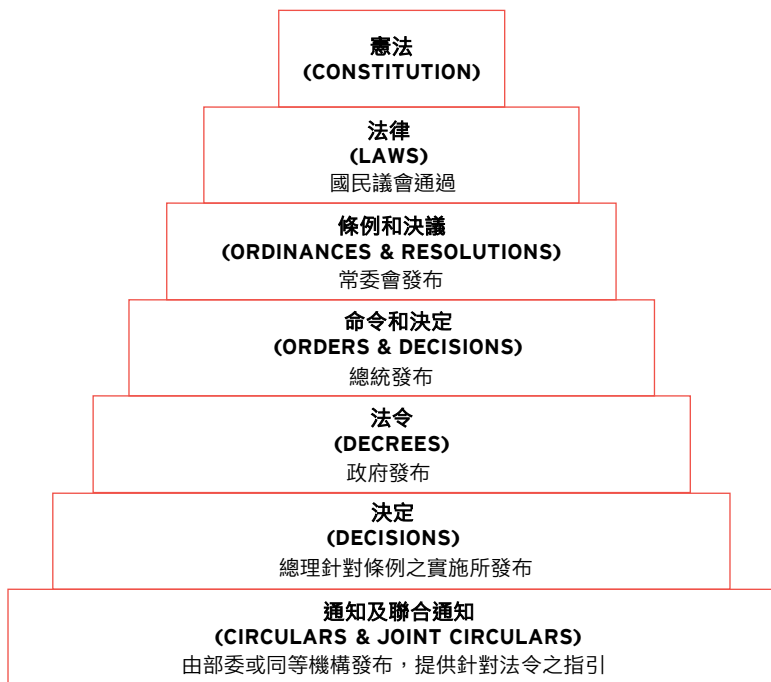 憲法
(CONSTITUTION)
法律
(LAWS)
國民議會通過
條例和決議
(ORDINANCES & RESOLUTIONS)
常委會發布
命令和決定
(ORDERS & DECISIONS)
總統發布
法令
(DECREES)
政府發布
決定
(DECISIONS)
總理針對條例之實施所發布
通知及聯合通知
(CIRCULARS & JOINT CIRCULARS)
由部委或同等機構發布，提供針對法令之指引